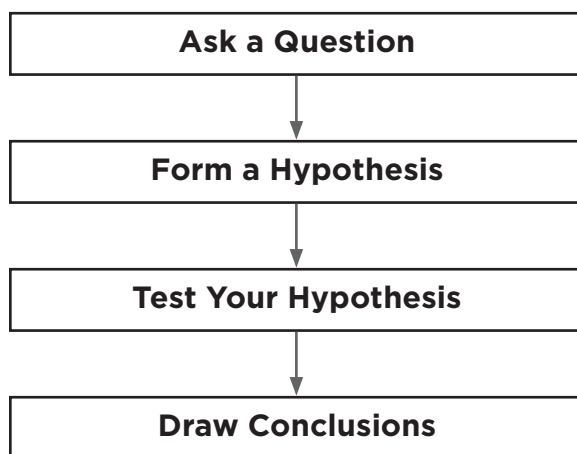 Ask a Question
Form a Hypothesis
Test Your Hypothesis
Draw Conclusions